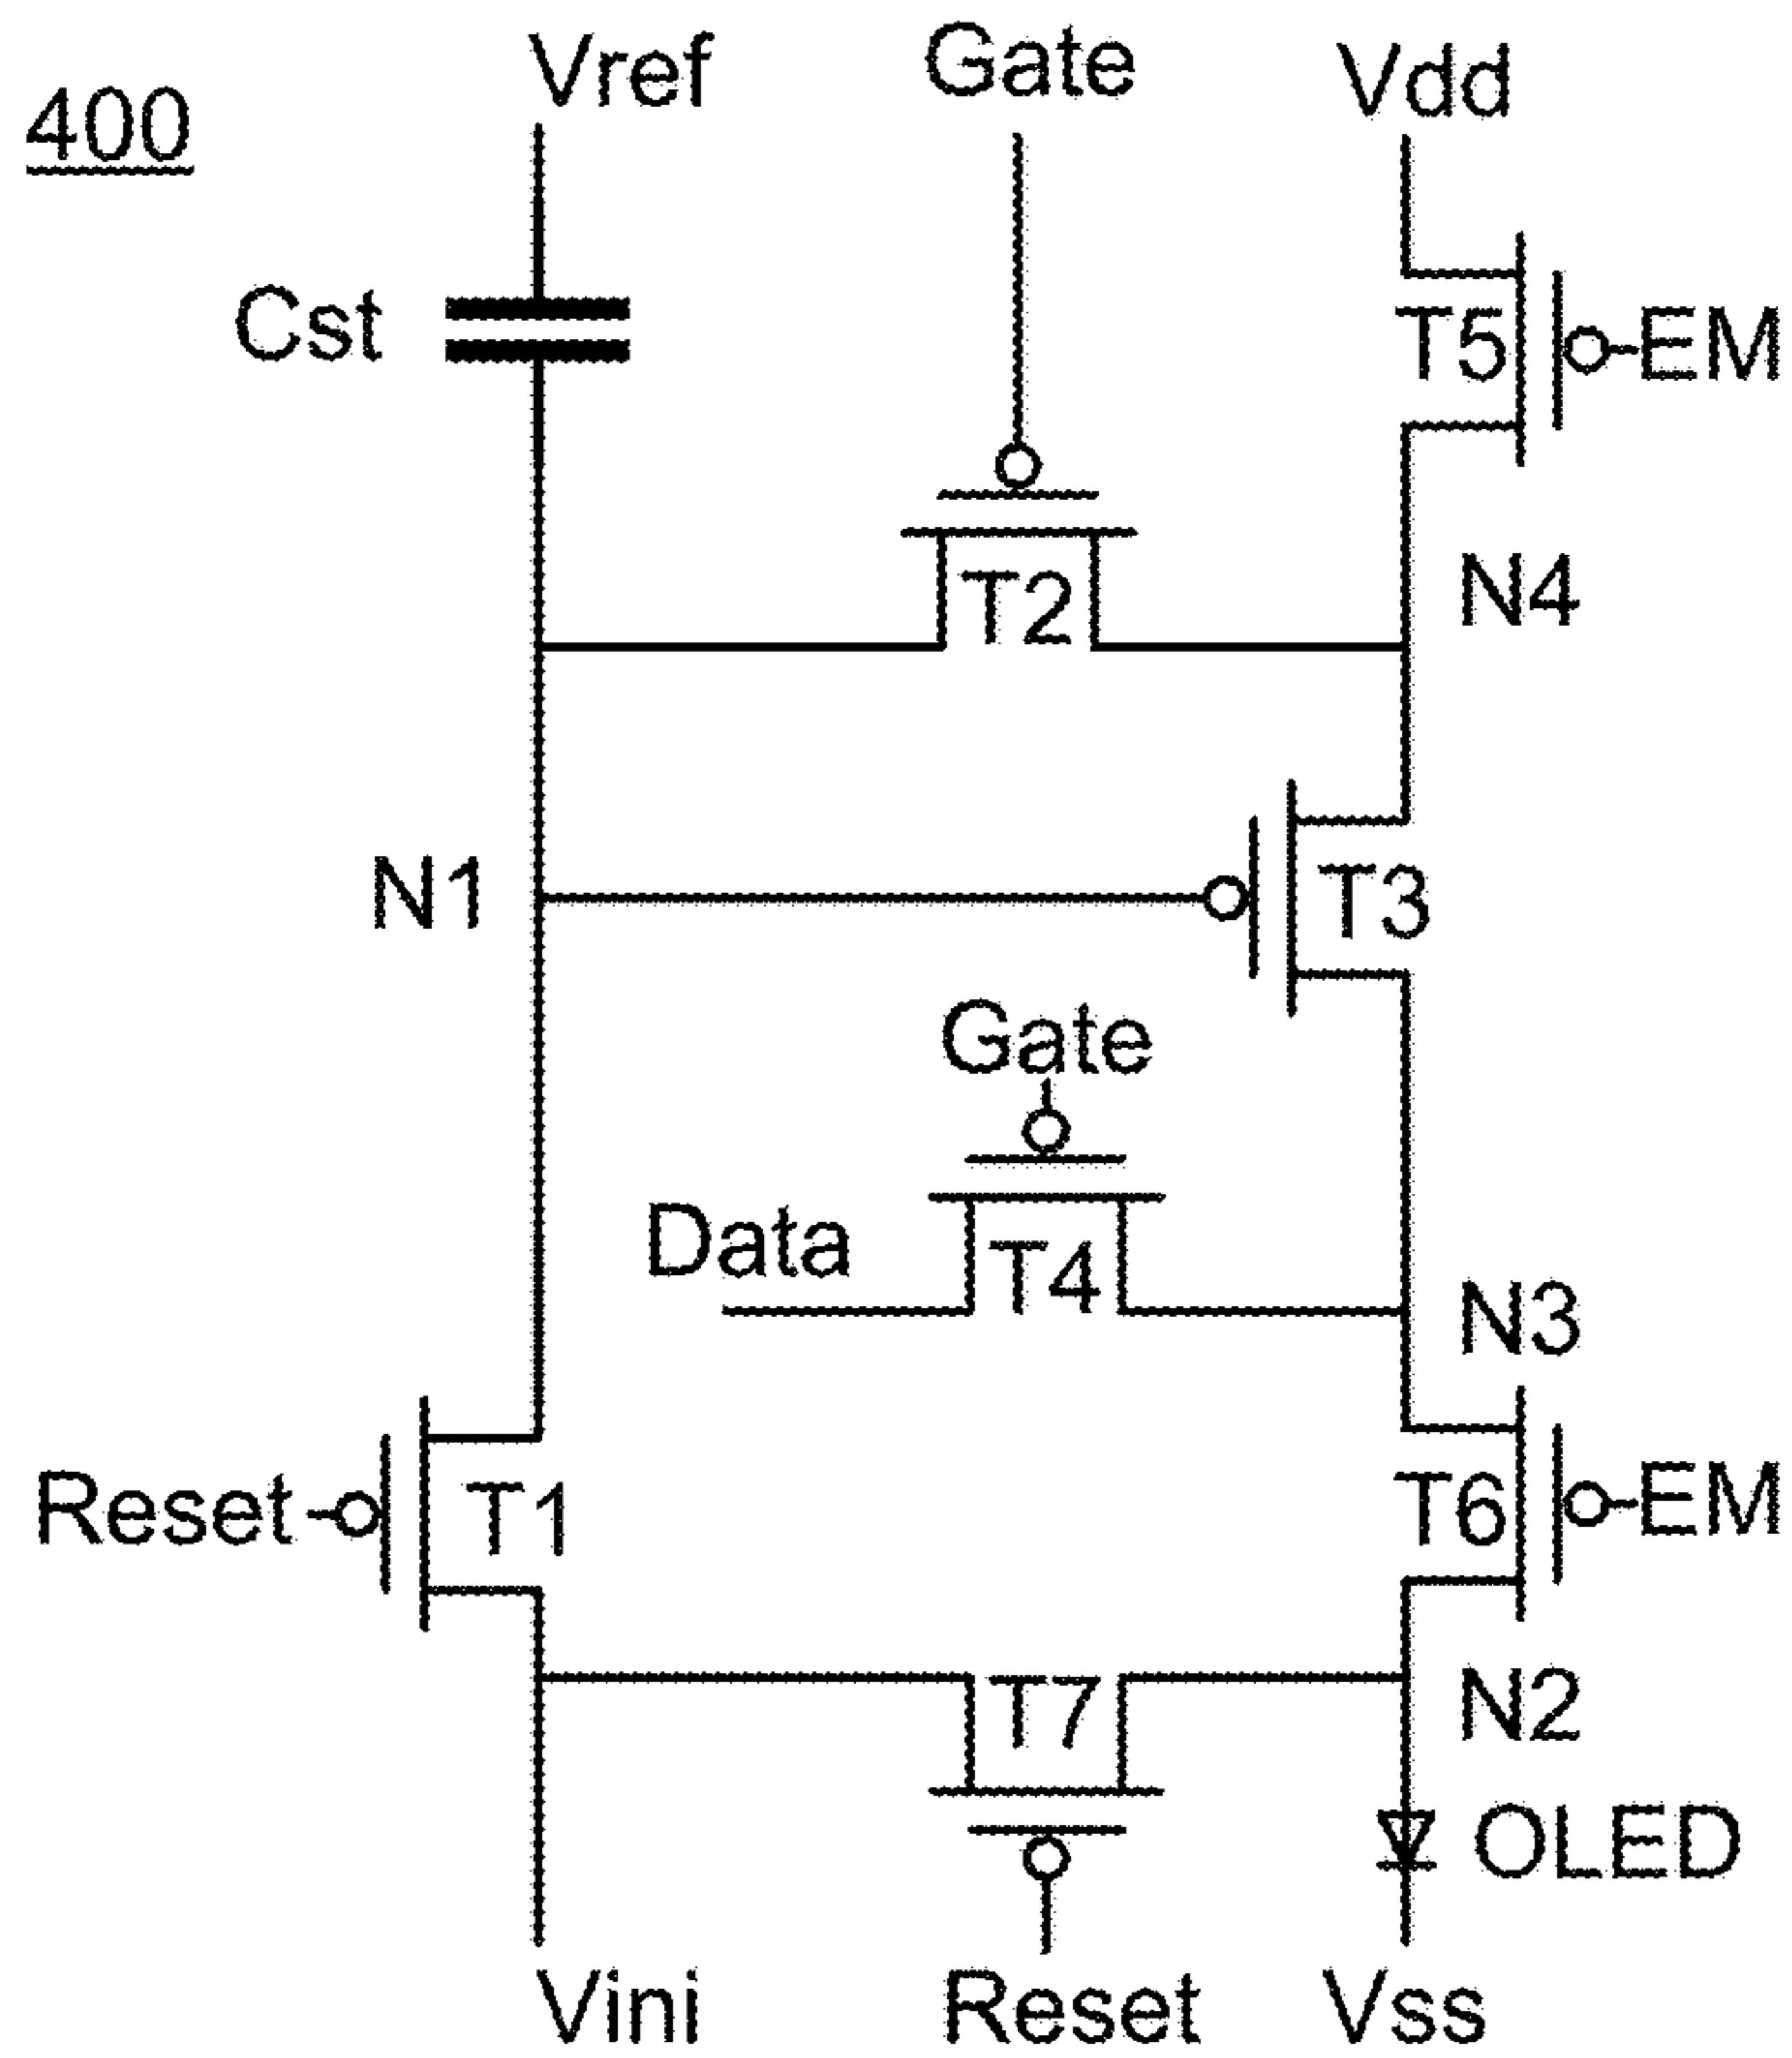 400
Vref
Gate
Vdd
Cst
T5
EM
T2
N4
N1
T3
Gate
Data
T4
N3
Reset
T1
T6
EM
T7
N2
OLED
Vini
Reset
Vss